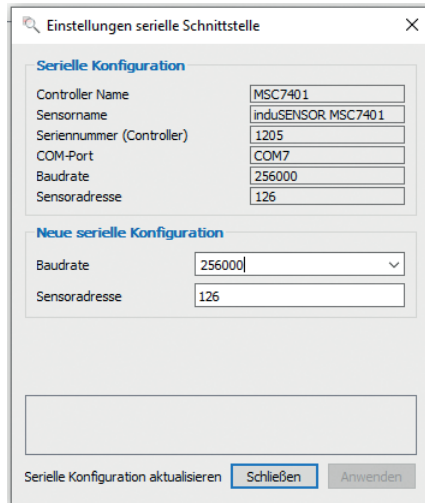 Einstellungen serielle Schnittstelle
Serielle Konfiguration
Controller Name MSC7401
Sensorname induSENSOR MSC7401
Seriennummer (Controller) 1205
COM-Port COM7
Baudrate 256000
Sensoradresse 126
Neue serielle Konfiguration
Baudrate 256000
Sensoradresse 126
Serielle Konfiguration aktualisieren Schließen Anwenden